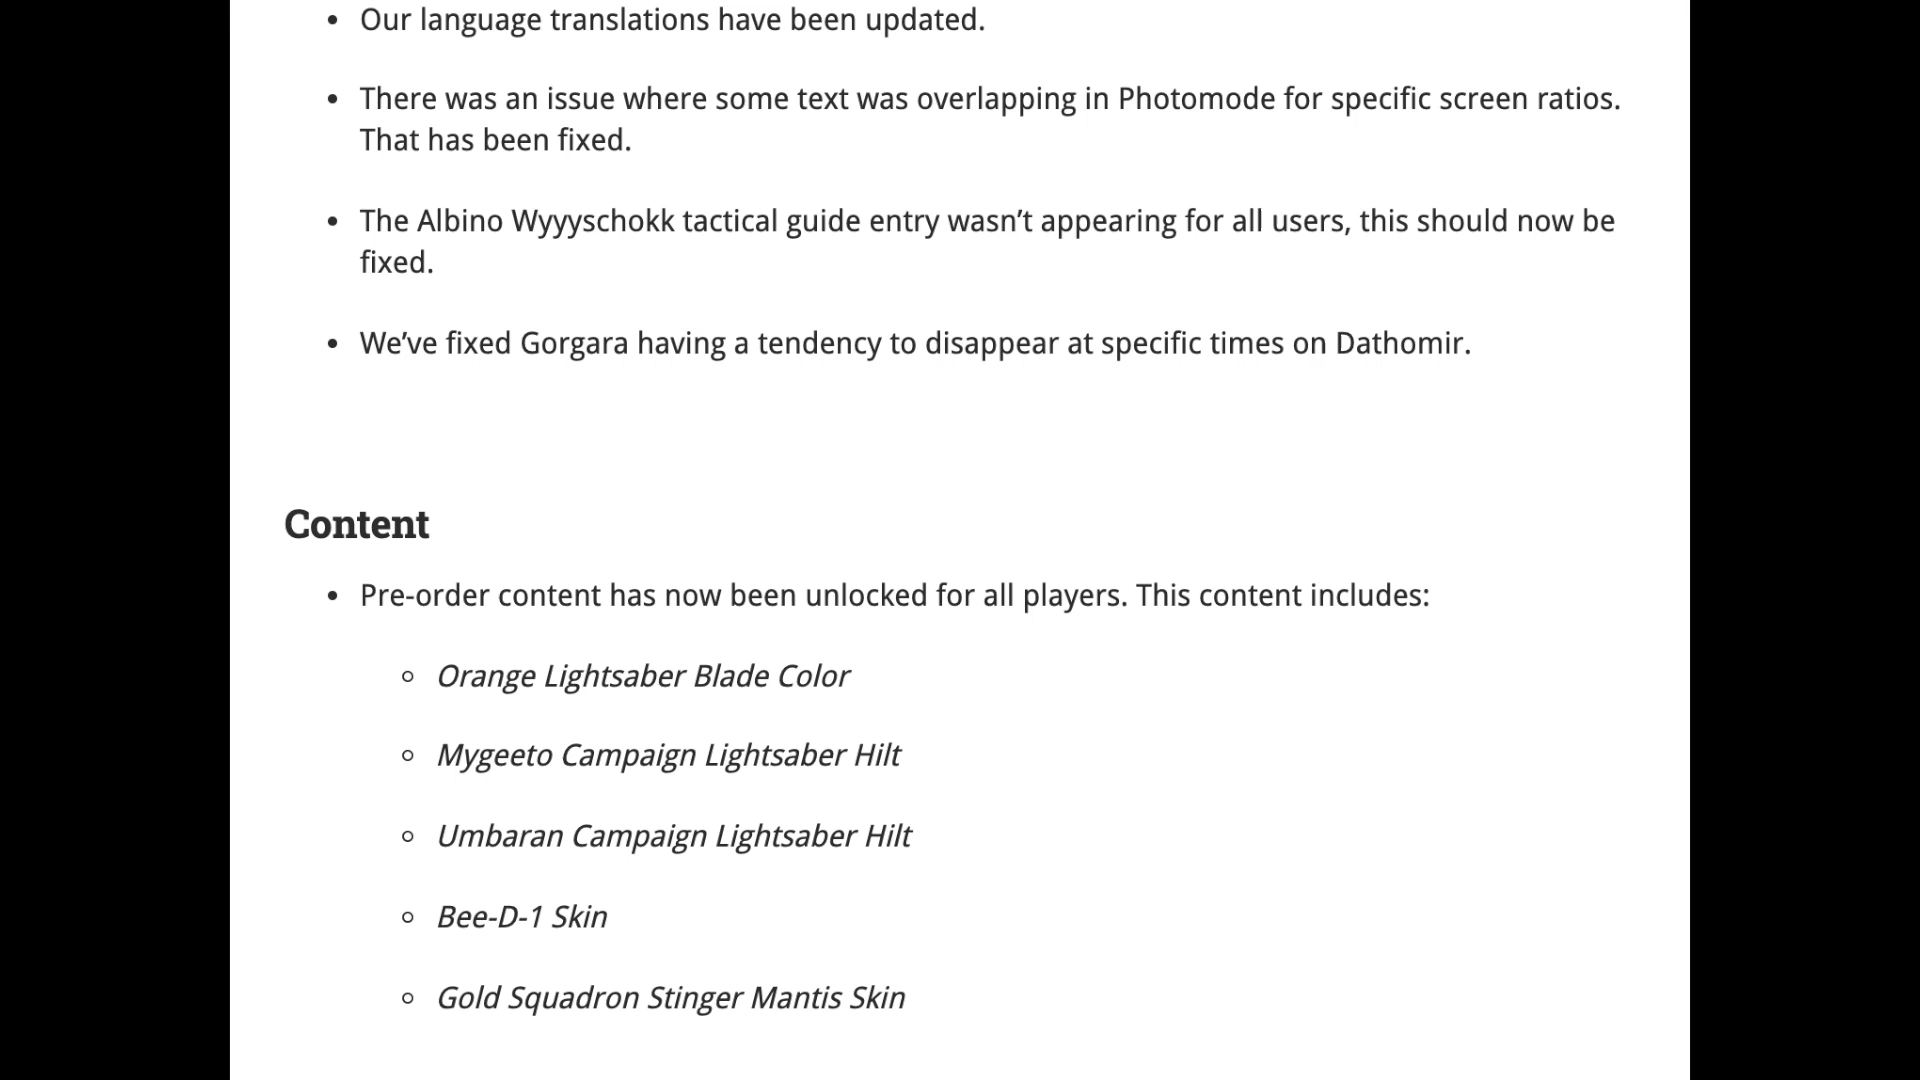 • Our language translations have been updated.
• There was an issue where some text was overlapping in Photomode for specific screen ratios.
That has been fixed.
• The Albino Wyyyschokk tactical guide entry wasn’t appearing for all users, this should now be
fixed.
• We’ve fixed Gorgara having a tendency to disappear at specific times on Dathomir.
Content
• Pre-order content has now been unlocked for all players. This content includes:
◦ Orange Lightsaber Blade Color
◦ Mygeeto Campaign Lightsaber Hilt
◦ Umbaran Campaign Lightsaber Hilt
◦ Bee-D-1 Skin
◦ Gold Squadron Stinger Mantis Skin